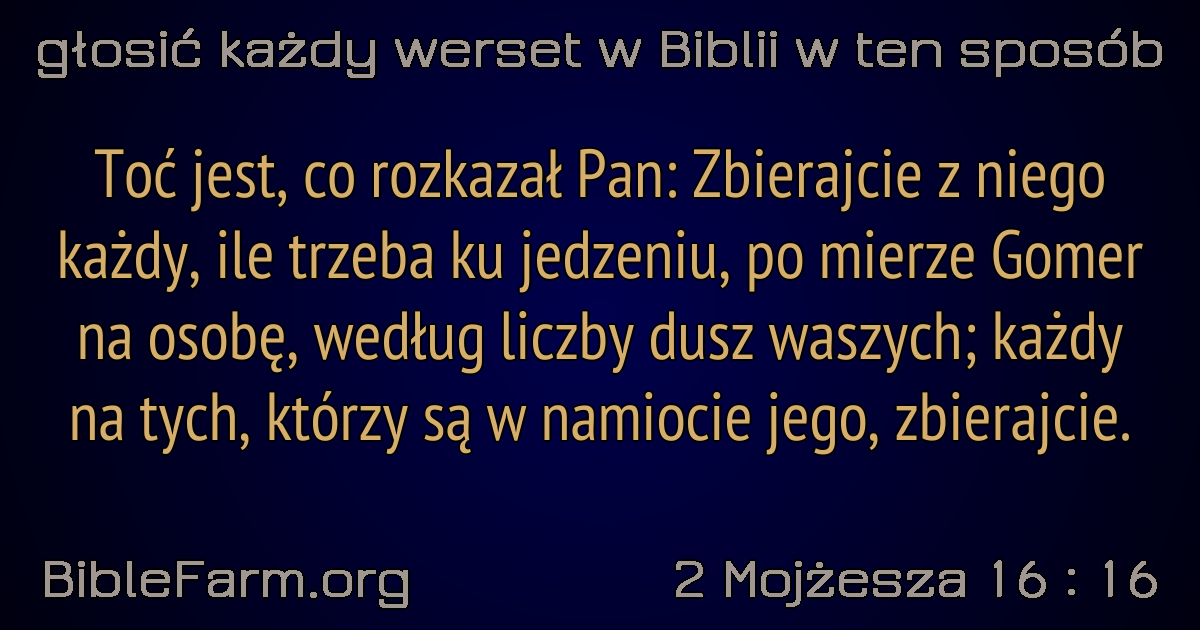 głosić każdy werset w Biblii w ten sposób
Toć jest, co rozkazał Pan: Zbierajcie z niego
każdy, ile trzeba ku jedzeniu, po mierze Gomer
na osobę, według liczby dusz waszych; każdy
na tych, którzy są w namiocie jego, zbierajcie.
BibleFarm.org
2 Mojżesza 16 : 16